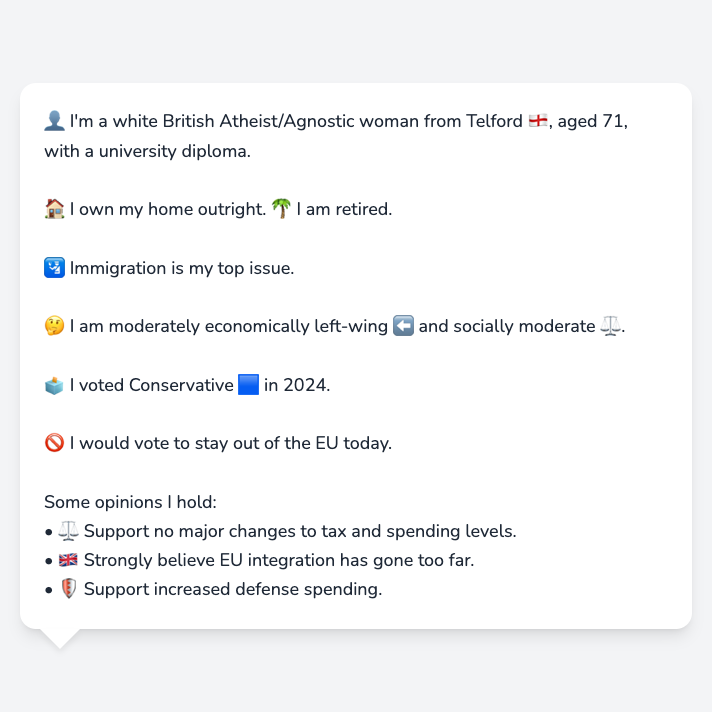 👤 I'm a white British Atheist/Agnostic woman from Telford 🏴󠁧󠁢󠁥󠁮󠁧󠁿, aged 71,
with a university diploma.
🏠 I own my home outright. 🌴 I am retired.
🛂 Immigration is my top issue.
🤔 I am moderately economically left-wing ⬅️ and socially moderate ⚖️.
🗳️ I voted Conservative 🟦 in 2024.
🚫 I would vote to stay out of the EU today.
Some opinions I hold:
• ⚖️ Support no major changes to tax and spending levels.
• 🇬🇧 Strongly believe EU integration has gone too far.
• 🛡️ Support increased defense spending.